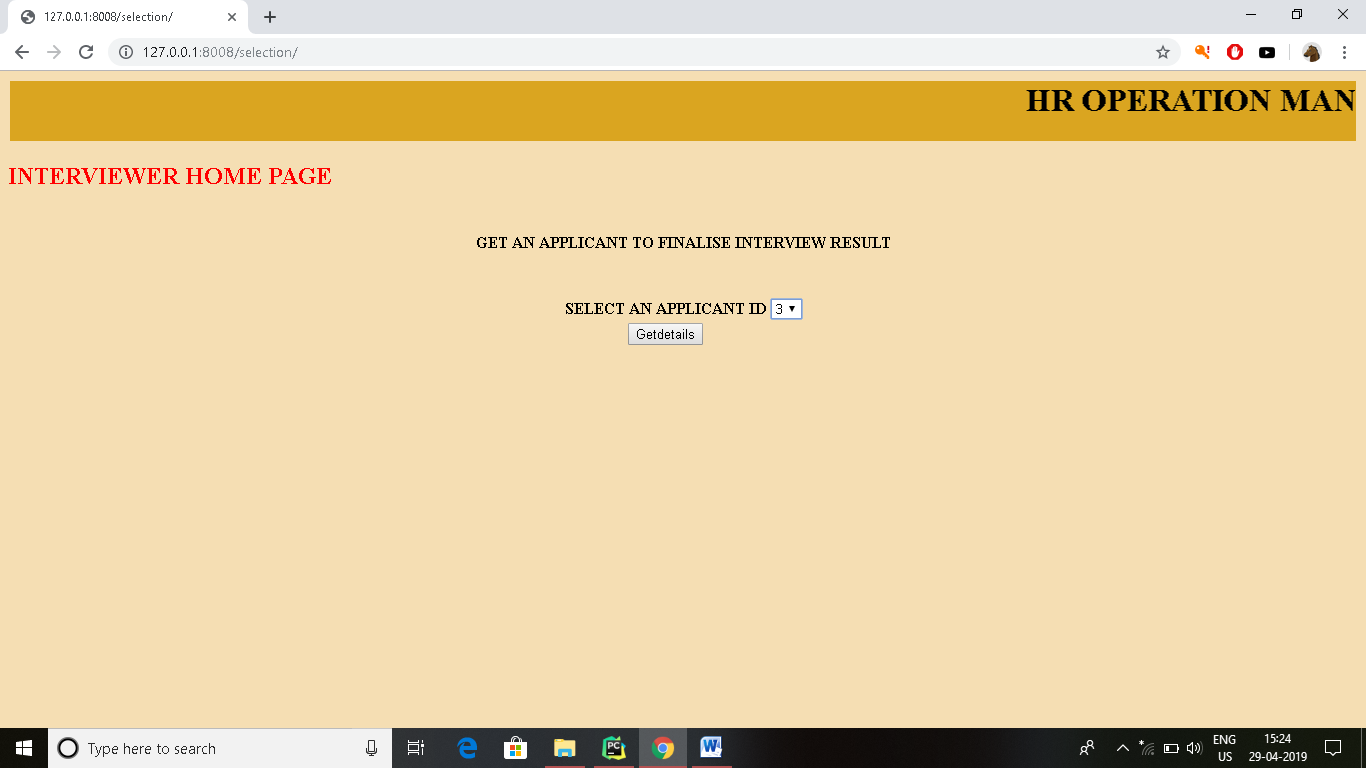 127.0.0.1:8008/selection/
127.0.0.1:8008/selection/
HR OPERATION MAN
INTERVIEWER HOME PAGE
GET AN APPLICANT TO FINALISE INTERVIEW RESULT
SELECT AN APPLICANT ID 3
Getdetails
Type here to search
PC
W
ENG
US
15:24
29-04-2019